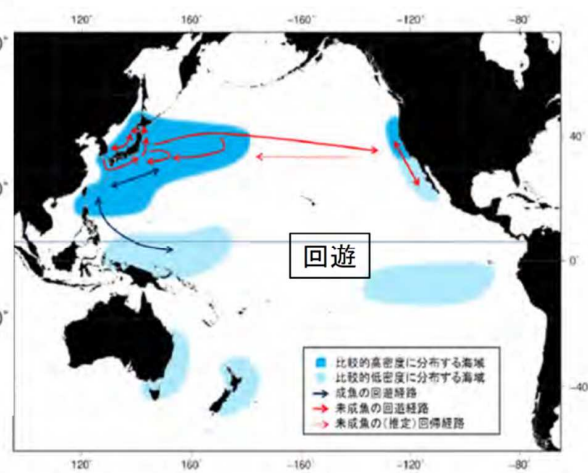 120° 160° -160° -120° -80°
40°
回遊
0°
比較的高密度に分布する海域
比較的低密度に分布する海域
成魚の回遊経路
未成魚の回遊経路
未成魚の(推定)回帰経路
-40
120° 160° -160° -120° -80°